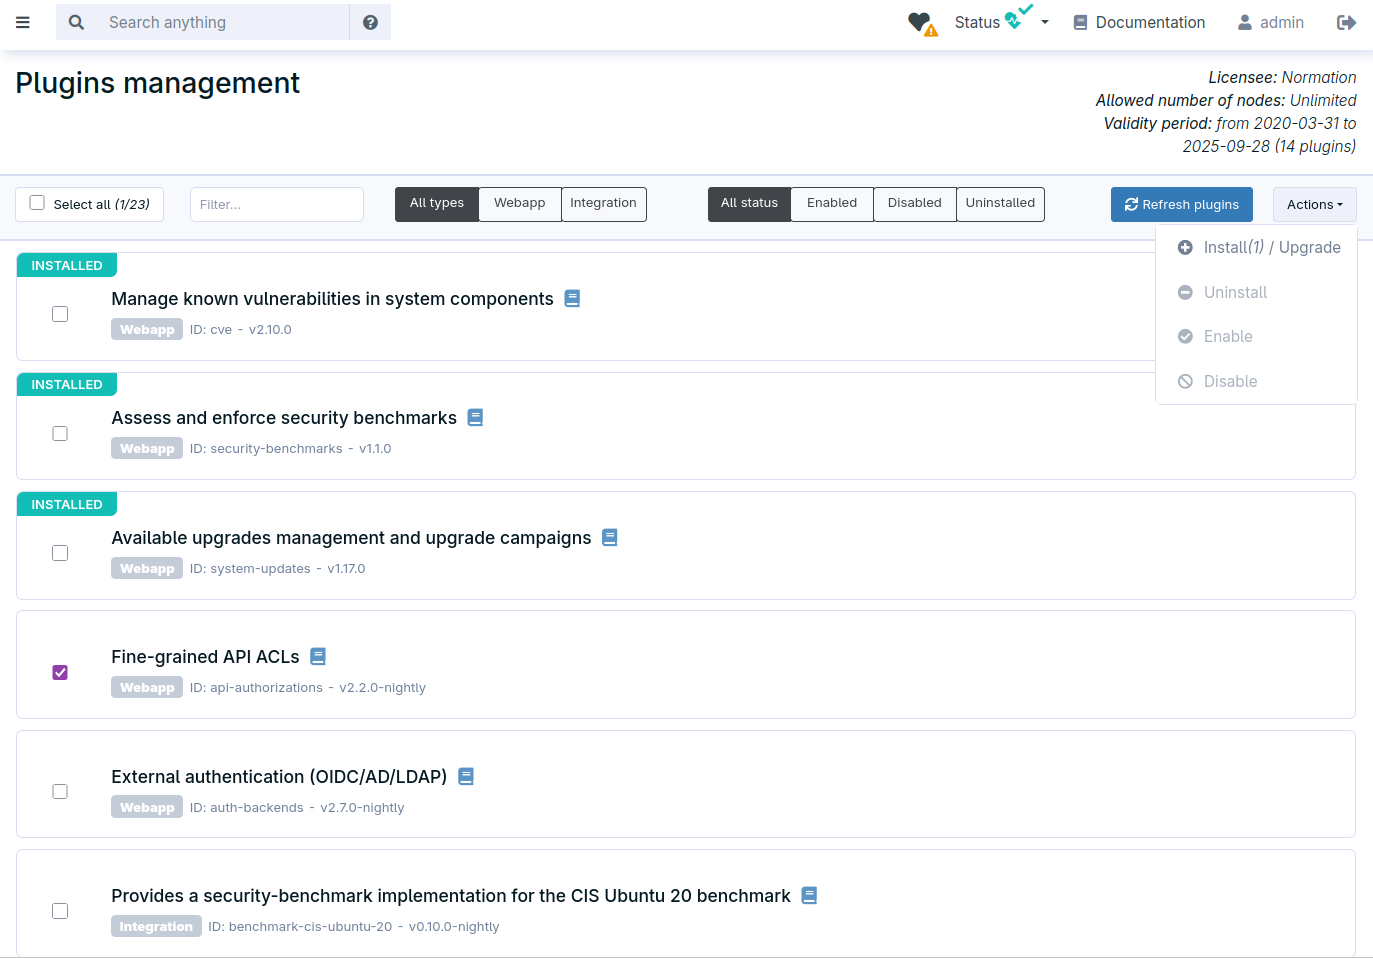 Search anything
Status
Documentation
admin
Plugins management
Licensee: Normation
Allowed number of nodes: Unlimited
Validity period: from 2020-03-31 to
2025-09-28 (14 plugins)
Select all (1/23)
Filter...
All types
Webapp
Integration
All status
Enabled
Disabled
Uninstalled
Refresh plugins
Actions
Install(1) / Upgrade
Uninstall
Enable
Disable
INSTALLED
Manage known vulnerabilities in system components
Webapp ID: cve - v2.10.0
INSTALLED
Assess and enforce security benchmarks
Webapp ID: security-benchmarks - v1.1.0
INSTALLED
Available upgrades management and upgrade campaigns
Webapp ID: system-updates - v1.17.0
Fine-grained API ACLs
Webapp ID: api-authorizations - v2.2.0-nightly
External authentication (OIDC/AD/LDAP)
Webapp ID: auth-backends - v2.7.0-nightly
Provides a security-benchmark implementation for the CIS Ubuntu 20 benchmark
Integration ID: benchmark-cis-ubuntu-20 - v0.10.0-nightly